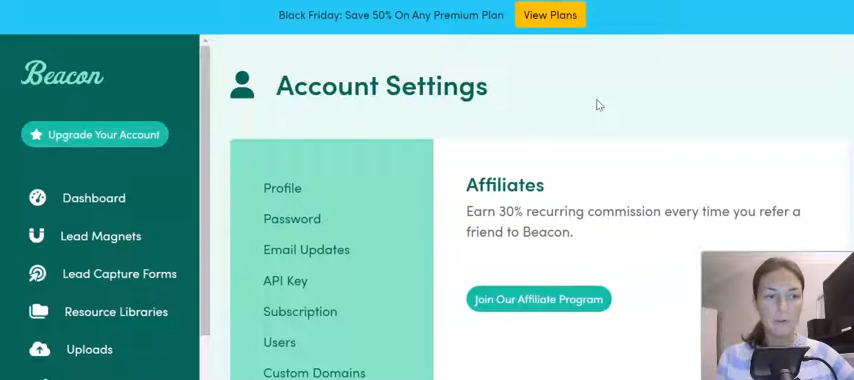 Black Friday: Save 50% On Any Premium Plan View Plans
Beacon
Upgrade Your Account
Dashboard
Lead Magnets
Lead Capture Forms
Resource Libraries
Uploads
Account Settings
Profile
Password
Email Updates
API Key
Subscription
Users
Custom Domains
Affiliates
Earn 30% recurring commission every time you refer a
friend to Beacon.
Join Our Affiliate Program